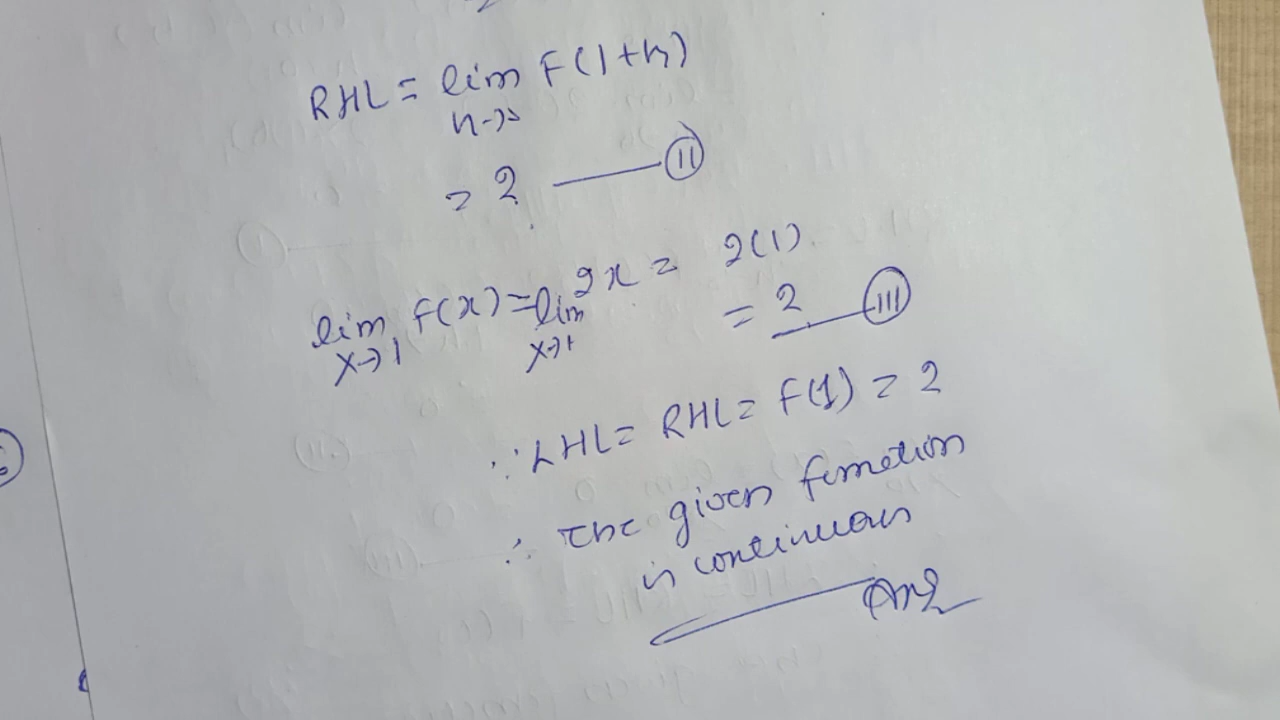 RHL = lim F(1+h)
h→0
= 2 —— (II)
lim f(x) = lim 2x = 2(1)
x→1 x→1
= 2 —— (III)
∵ LHL = RHL = F(1) = 2
∴ The given function
is continuous
Ans